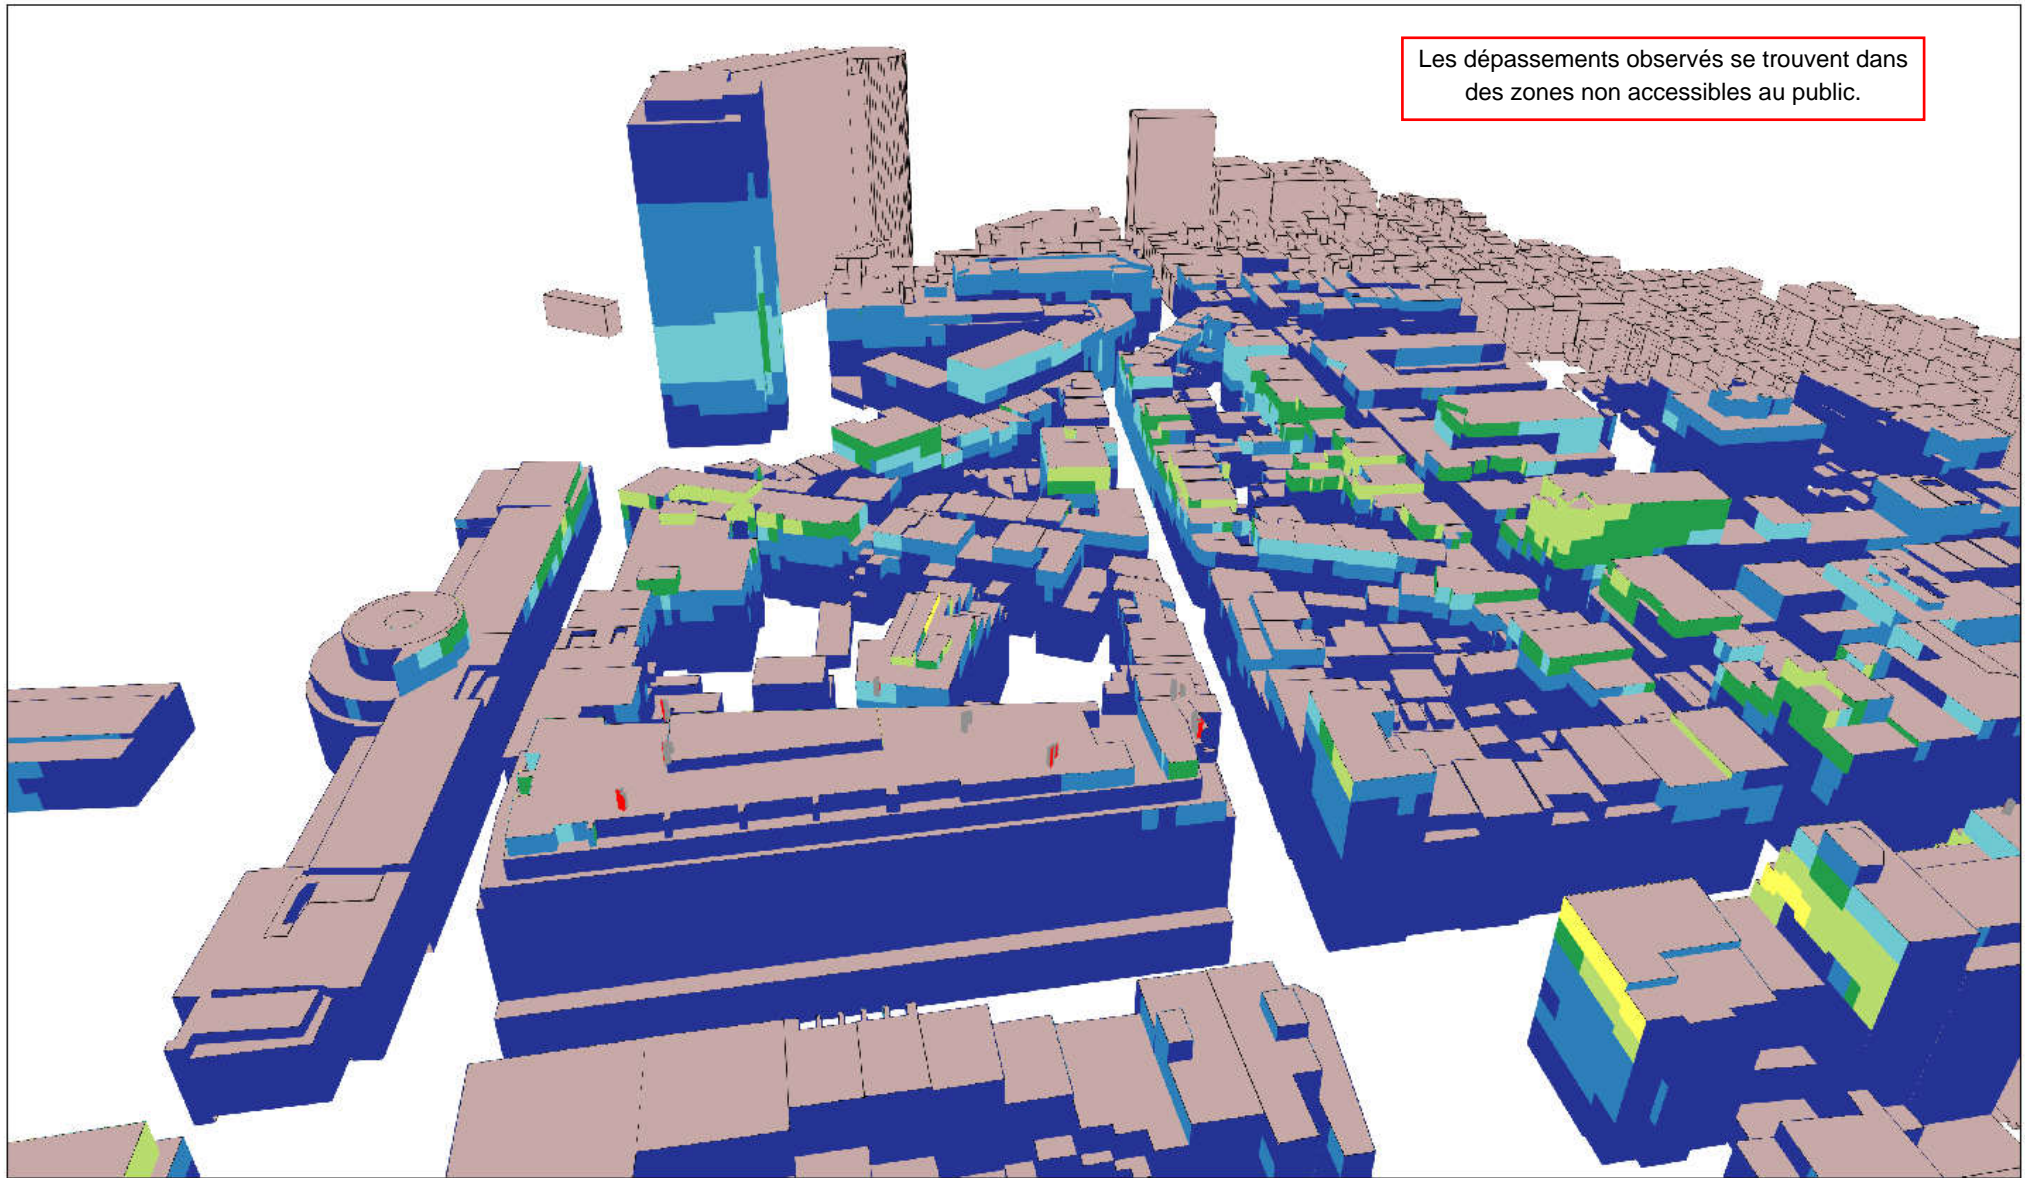 Les dépassements observés se trouvent dans
des zones non accessibles au public.